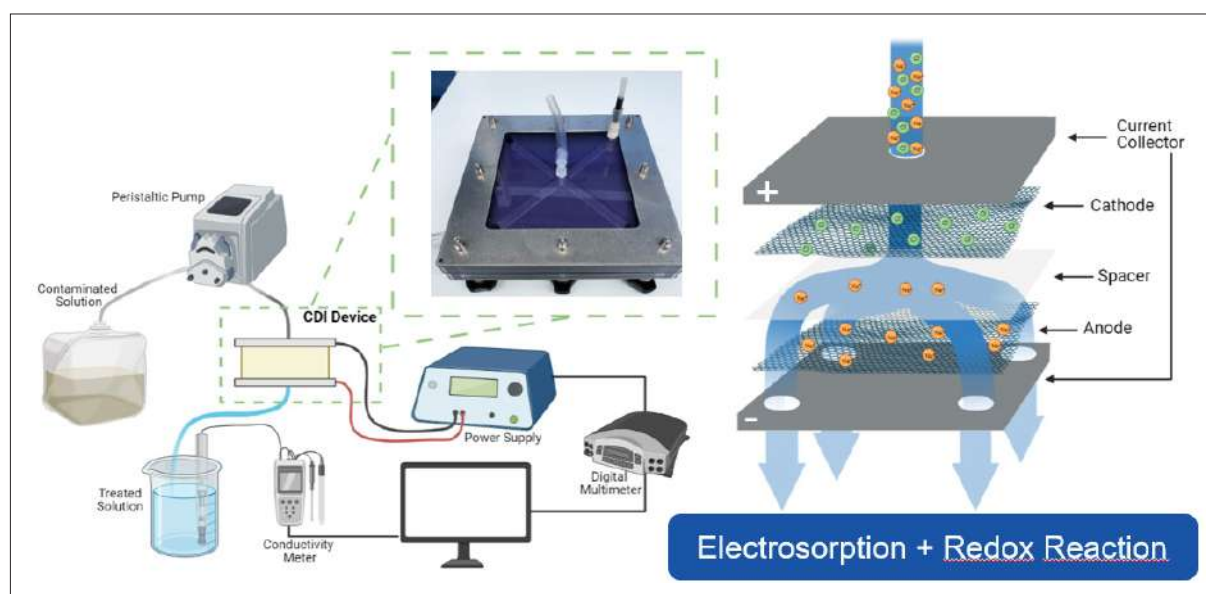 Peristaltic Pump
Contaminated
Solution
CDI Device
Power Supply
Digital
Multimeter
Treated
Solution
Conductivity
Meter
+
Current
Collector
Cathode
Spacer
Anode
-
Electrosorption + Redox Reaction